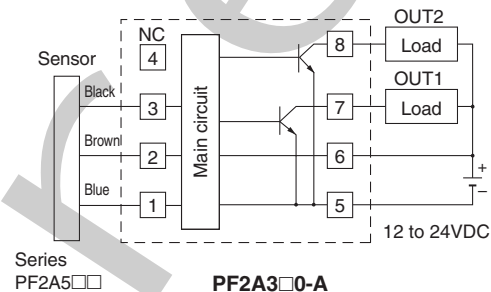 OUT2
NC
8
Load
Sensor
4
OUT1
Black
3
Main circuit
7
Load
Brown
2
6
+
Blue
1
5
–
12 to 24VDC
Series
PF2A5□□
PF2A3□0-A